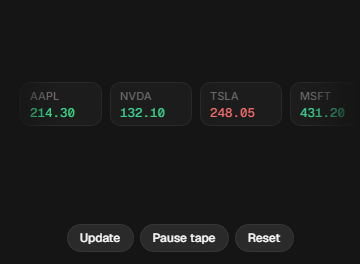 AAPL NVDA TSLA MSFT
214.30 132.10 248.05 431.20
Update Pause tape Reset